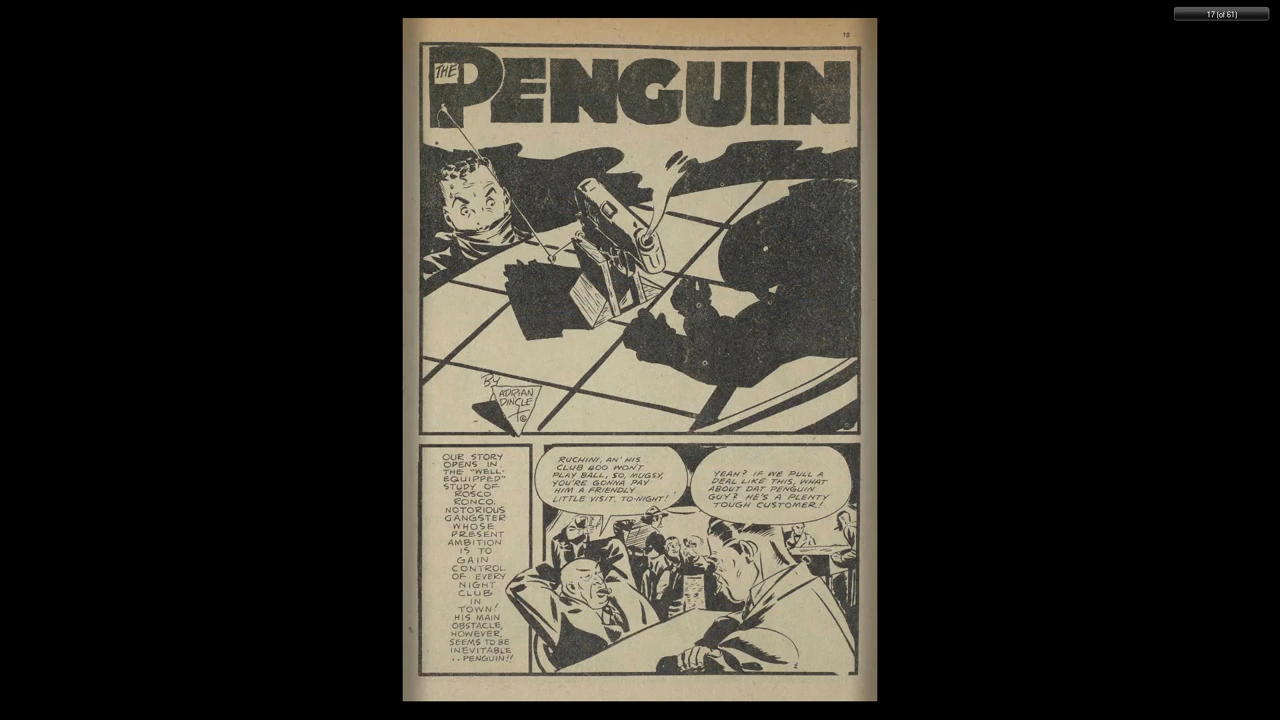 17 (of 61)
15
THE
PENGUIN
BY
ADRIAN
DINGLE
©
OUR STORY
OPENS IN
THE "WELL-
EQUIPPED"
STUDY OF
ROSCO
RONCO,
NOTORIOUS
GANGSTER
WHOSE
PRESENT
AMBITION
IS TO
GAIN
CONTROL
OF EVERY
NIGHT
CLUB
IN
TOWN!
HIS MAIN
OBSTACLE,
HOWEVER,
SEEMS TO BE
INEVITABLE
.. PENGUIN!!
RUCHINI, AN' HIS
CLUB 400 WON'T
PLAY BALL, SO, MUGSY,
YOU'RE GONNA PAY
HIM A FRIENDLY
LITTLE VISIT, TO-NIGHT!
YEAH? IF WE PULL A
DEAL LIKE THIS, WHAT
ABOUT DAT PENGUIN
GUY? HE'S A PLENTY
TOUGH CUSTOMER!